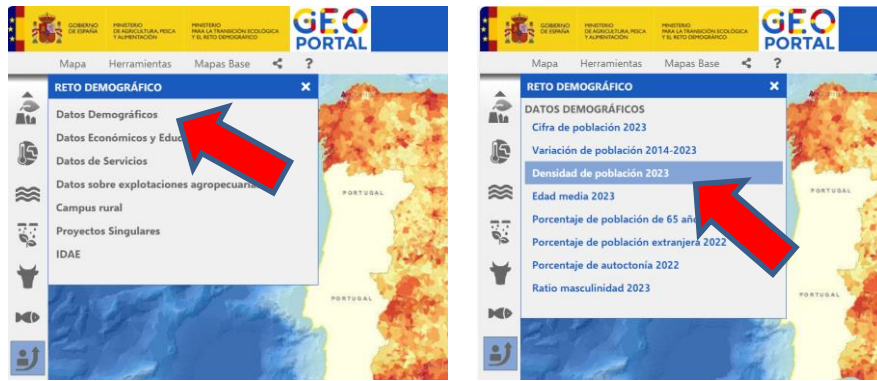 GOBIERNO
DE ESPAÑA
MINISTERIO
DE AGRICULTURA, PESCA
Y ALIMENTACIÓN
MINISTERIO
PARA LA TRANSICIÓN ECOLÓGICA
Y EL RETO DEMOGRÁFICO
GEO
PORTAL
Mapa Herramientas Mapas Base ?
RETO DEMOGRÁFICO
Datos Demográficos
Datos Económicos y
Datos de Servicios
Datos sobre explotaciones
Campus rural
Proyectos Singulares
IDAE
PORTUGAL
PORTUGAL
GOBIERNO
DE ESPAÑA
MINISTERIO
DE AGRICULTURA, PESCA
Y ALIMENTACIÓN
MINISTERIO
PARA LA TRANSICIÓN ECOLÓGICA
Y EL RETO DEMOGRÁFICO
GEO
PORTAL
Mapa Herramientas Mapas Base ?
RETO DEMOGRÁFICO
DATOS DEMOGRÁFICOS
Cifra de población 2023
Variación de población 2014-2023
Densidad de población 2023
Edad media 2023
Porcentaje de población de 65
Porcentaje de población extranjera 2022
Porcentaje de autoctonía 2022
Ratio masculinidad 2023
PORTUGAL
PORTUGAL